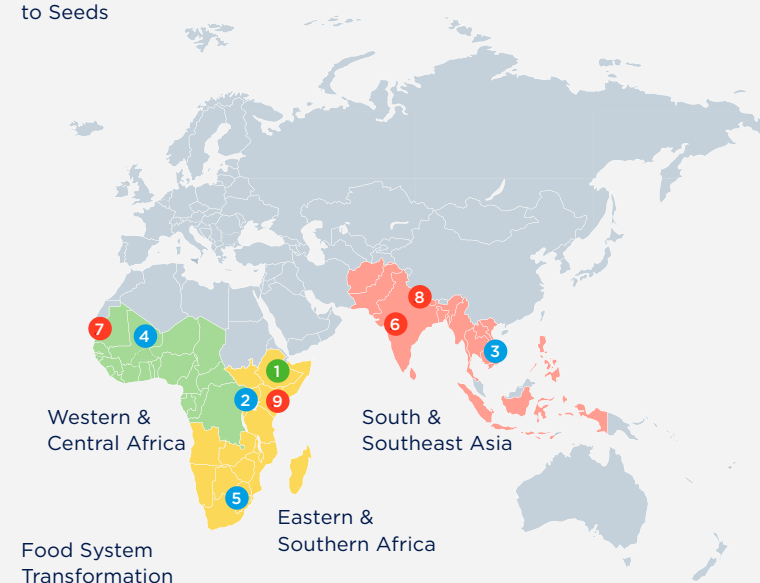 to Seeds
8
6
7
4
3
1
2
9
Western &
Central Africa
South &
Southeast Asia
5
Eastern &
Southern Africa
Food System
Transformation